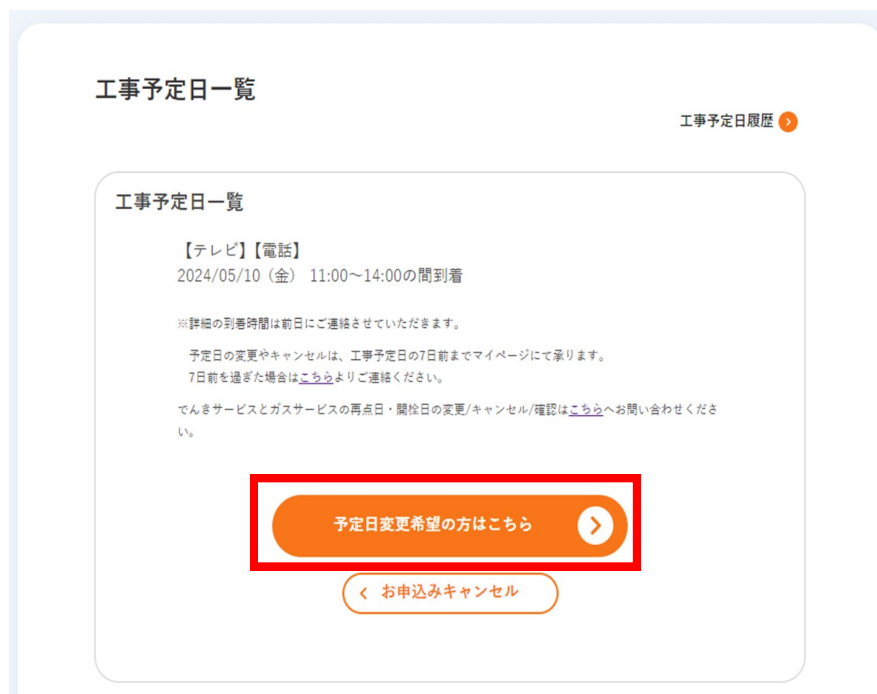 工事予定日一覧
工事予定日履歴
工事予定日一覧
【テレビ】【電話】
2024/05/10（金） 11:00～14:00の間到着
※詳細の到着時間は前日にご連絡させていただきます。
予定日の変更やキャンセルは、工事予定日の7日前までマイページにて承ります。
7日前を過ぎた場合はこちらよりご連絡ください。
でんきサービスとガスサービスの再点日・開栓日の変更/キャンセル/確認はこちらへお問い合わせくださ
い。
予定日変更希望の方はこちら
お申込みキャンセル